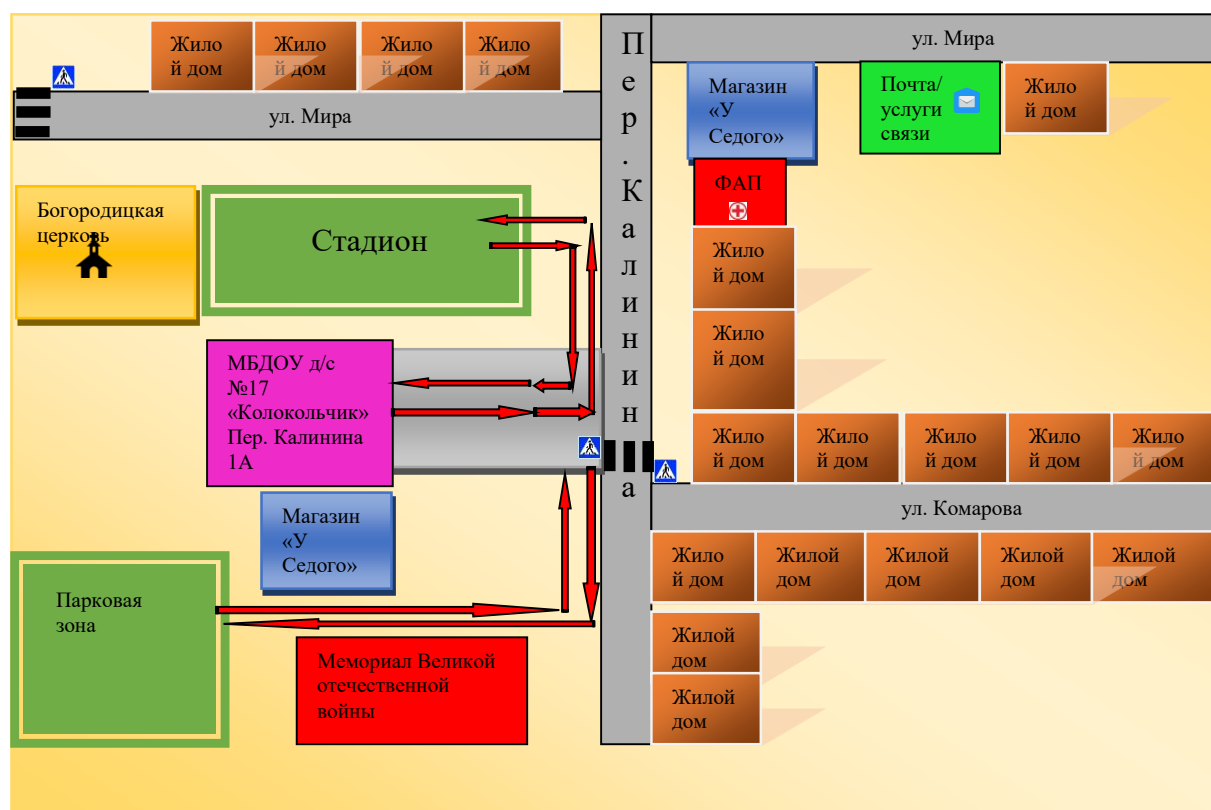 Жило
й дом
Жило
й дом
Жило
й дом
Жило
й дом
ул. Мира
Пер. Калинина
ул. Мира
Магазин
«У
Седого»
Почта/
услуги
связи
Жило
й дом
ФАП
Богородицкая
церковь
Стадион
Жило
й дом
Жило
й дом
МБДОУ д/с
№17
«Колокольчик»
Пер. Калинина
1А
Жило
й дом
Жило
й дом
Жило
й дом
Жило
й дом
Жило
й дом
ул. Комарова
Магазин
«У
Седого»
Жило
й дом
Жилой
дом
Жилой
дом
Жилой
дом
Жилой
дом
Парковая
зона
Мемориал Великой
отечественной
войны
Жилой
дом
Жилой
дом